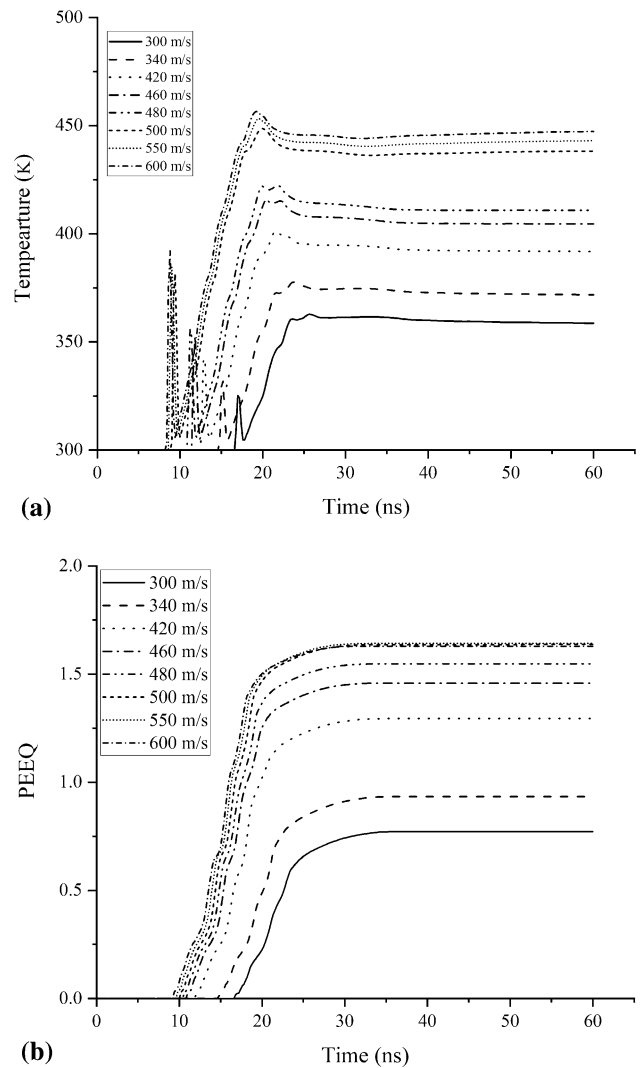 500
450
400
350
300
Tempearture (K)
300 m/s
340 m/s
420 m/s
460 m/s
480 m/s
500 m/s
550 m/s
600 m/s
0 10 20 30 40 50 60
Time (ns)
(a)
2.0
1.5
1.0
0.5
0.0
PEEQ
300 m/s
340 m/s
420 m/s
460 m/s
480 m/s
500 m/s
550 m/s
600 m/s
0 10 20 30 40 50 60
Time (ns)
(b)